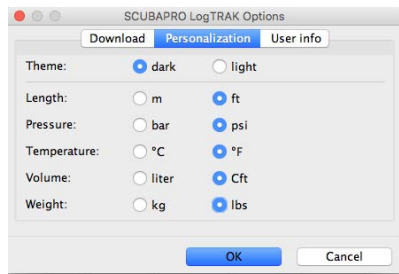 SCUBAPRO LogTRAK Options
Download Personalization User info
Theme: dark light
Length: m ft
Pressure: bar psi
Temperature: °C °F
Volume: liter Cft
Weight: kg lbs
OK Cancel